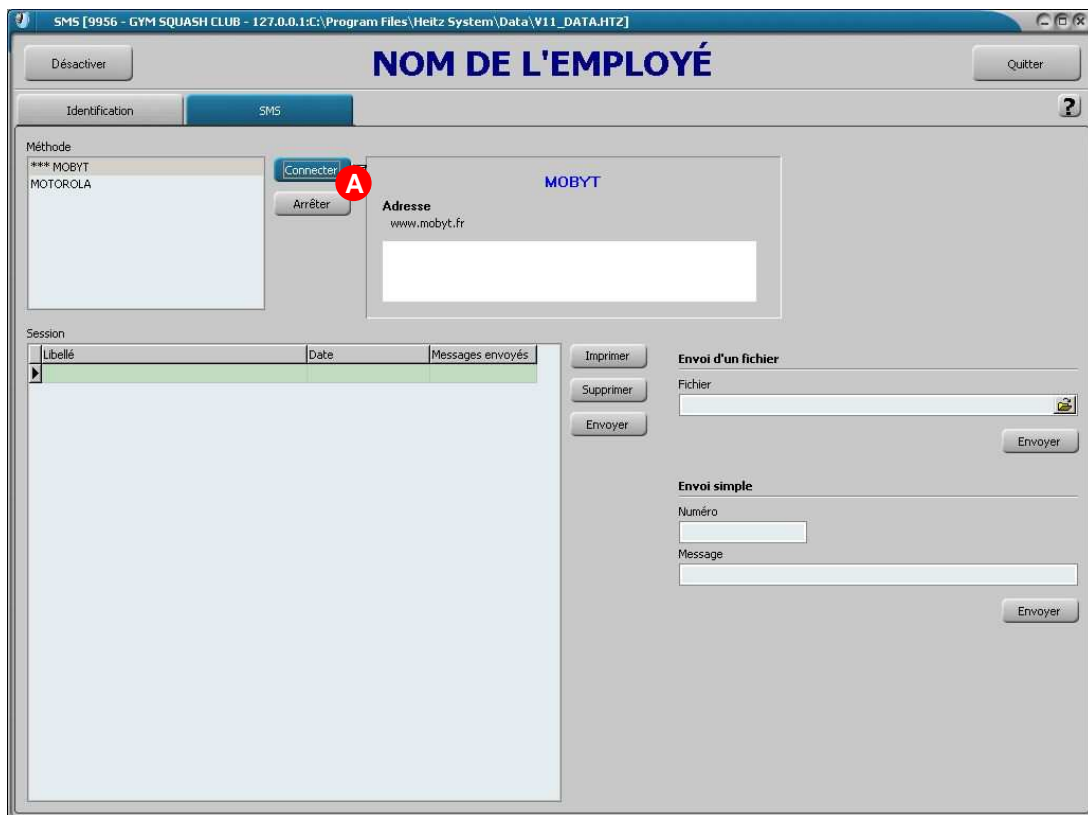 SMS [9956 - GYM SQUASH CLUB - 127.0.0.1:C:\Program Files\Heitz System\Data\V11_DATA.HTZ]
Désactiver
NOM DE L'EMPLOYÉ
Quitter
Identification
SMS
?
Méthode
*** MOBYT
MOTOROLA
Connecter
A
Arrêter
MOBYT
Adresse
www.mobyt.fr
Session
Libellé Date Messages envoyés
Imprimer
Supprimer
Envoyer
Envoi d'un fichier
Fichier
Envoyer
Envoi simple
Numéro
Message
Envoyer